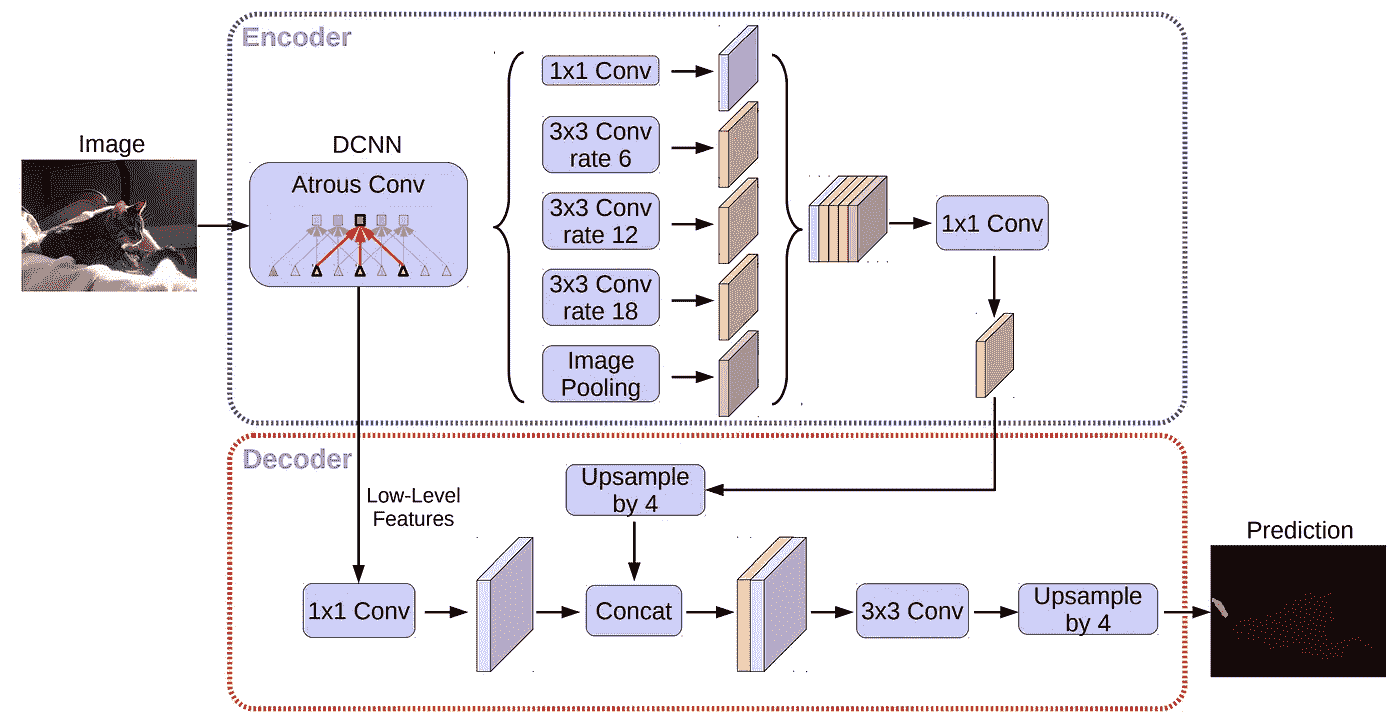 Encoder
Image
DCNN
Atrous Conv
1x1 Conv
3x3 Conv
rate 6
3x3 Conv
rate 12
3x3 Conv
rate 18
Image
Pooling
1x1 Conv
Decoder
Low-Level
Features
Upsample
by 4
1x1 Conv
Concat
3x3 Conv
Upsample
by 4
Prediction